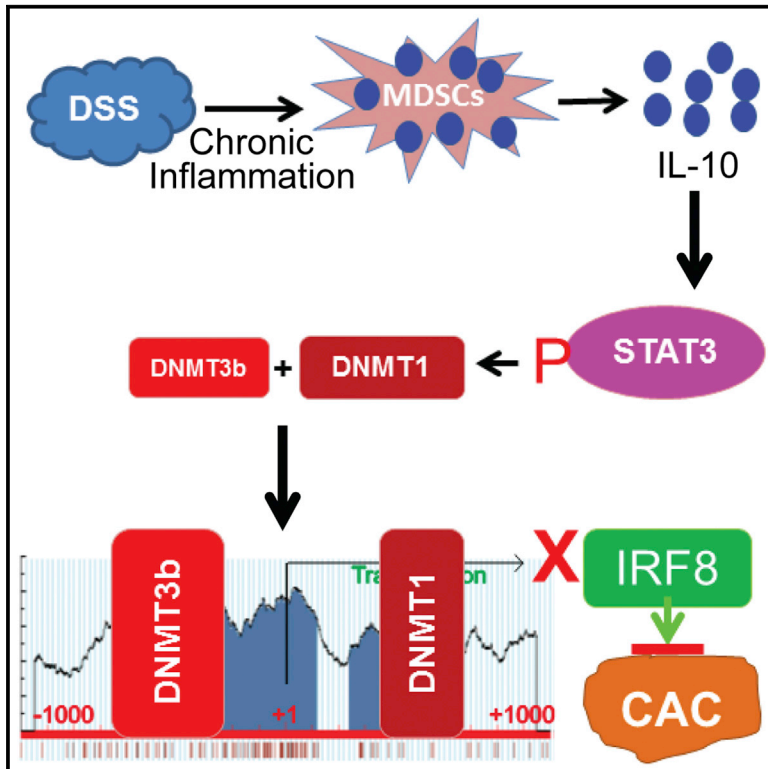 DSS
Chronic
Inflammation
MDSCs
IL-10
STAT3
P
DNMT1
+
DNMT3b
DNMT3b
DNMT1
X
IRF8
CAC
-1000
+1
+1000